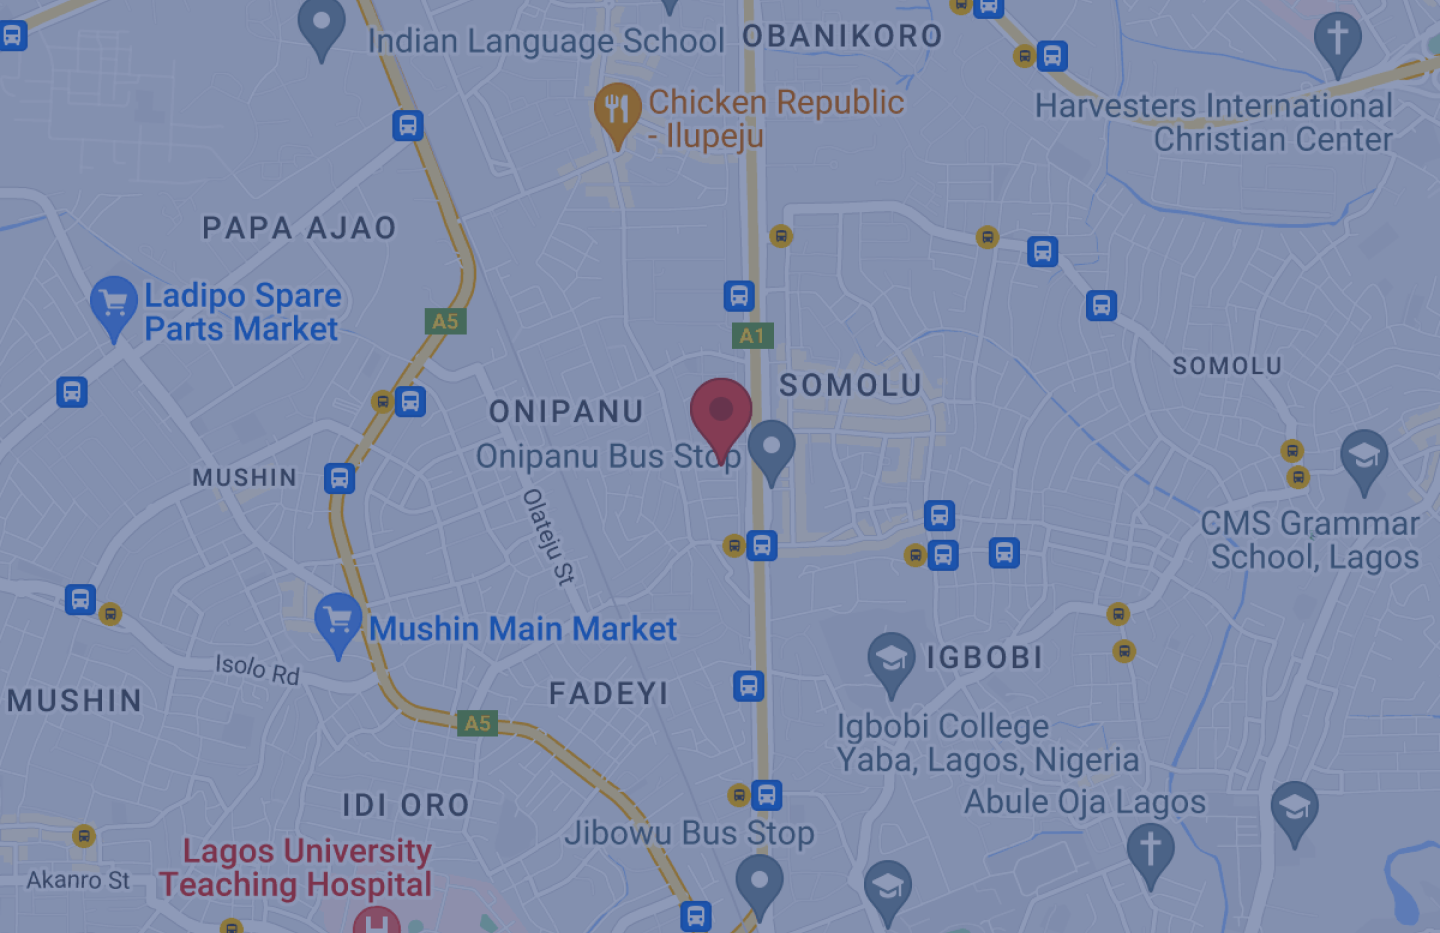 Indian Language School
OBANIKORO
Chicken Republic
- Ilupeju
Harvesters International
Christian Center
PAPA AJAO
Ladipo Spare
Parts Market
A5
A1
SOMOLU
SOMOLU
ONIPANU
Onipanu Bus Stop
MUSHIN
Olateju St
CMS Grammar
School, Lagos
Mushin Main Market
Isolo Rd
IGBOBI
MUSHIN
FADEYI
A5
Igbobi College
Yaba, Lagos, Nigeria
IDI ORO
Abule Oja Lagos
Jibowu Bus Stop
Lagos University
Teaching Hospital
Akanro St
H